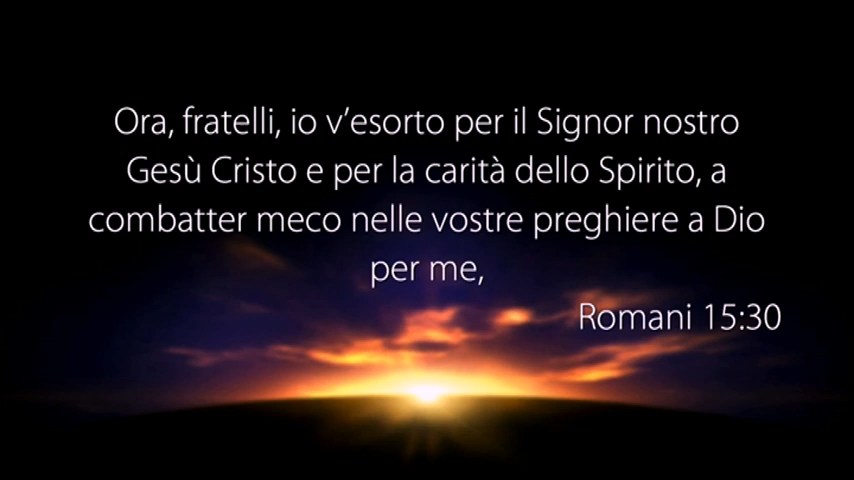 Ora, fratelli, io v’esorto per il Signor nostro
Gesù Cristo e per la carità dello Spirito, a
combatter meco nelle vostre preghiere a Dio
per me,
Romani 15:30